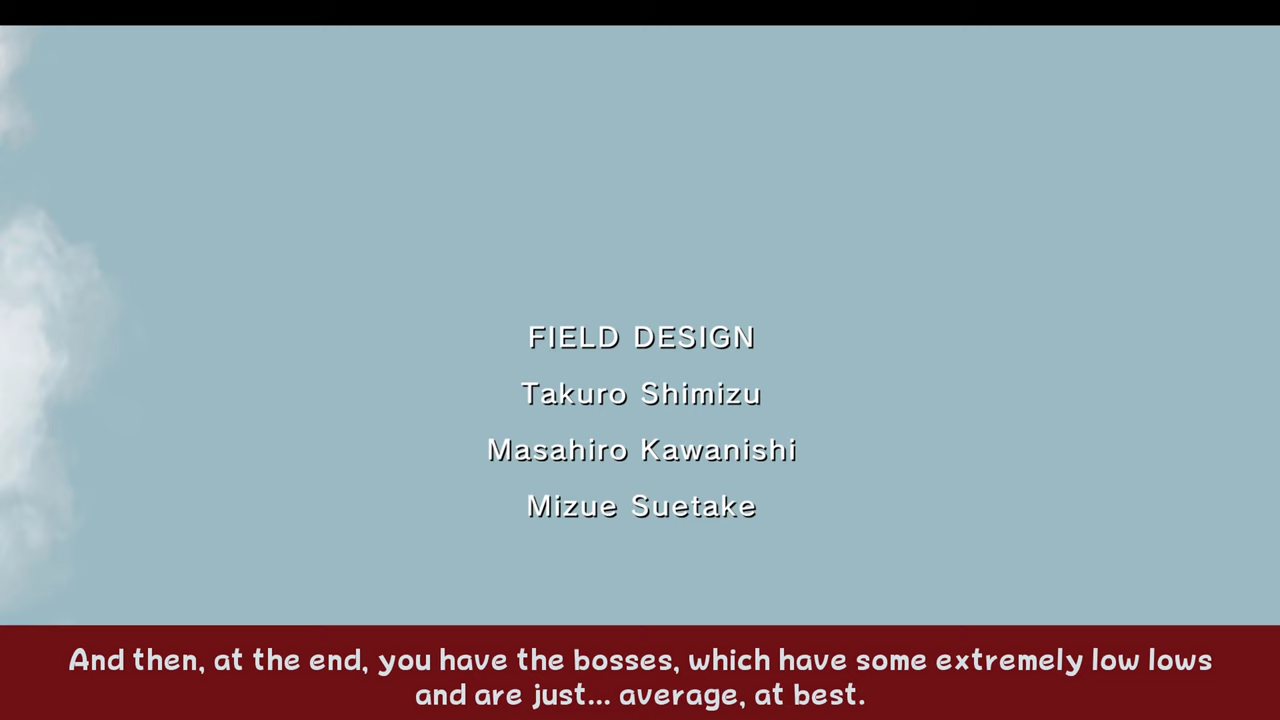 FIELD DESIGN
Takuro Shimizu
Masahiro Kawanishi
Mizue Suetake
And then, at the end, you have the bosses, which have some extremely low lows
and are just... average, at best.